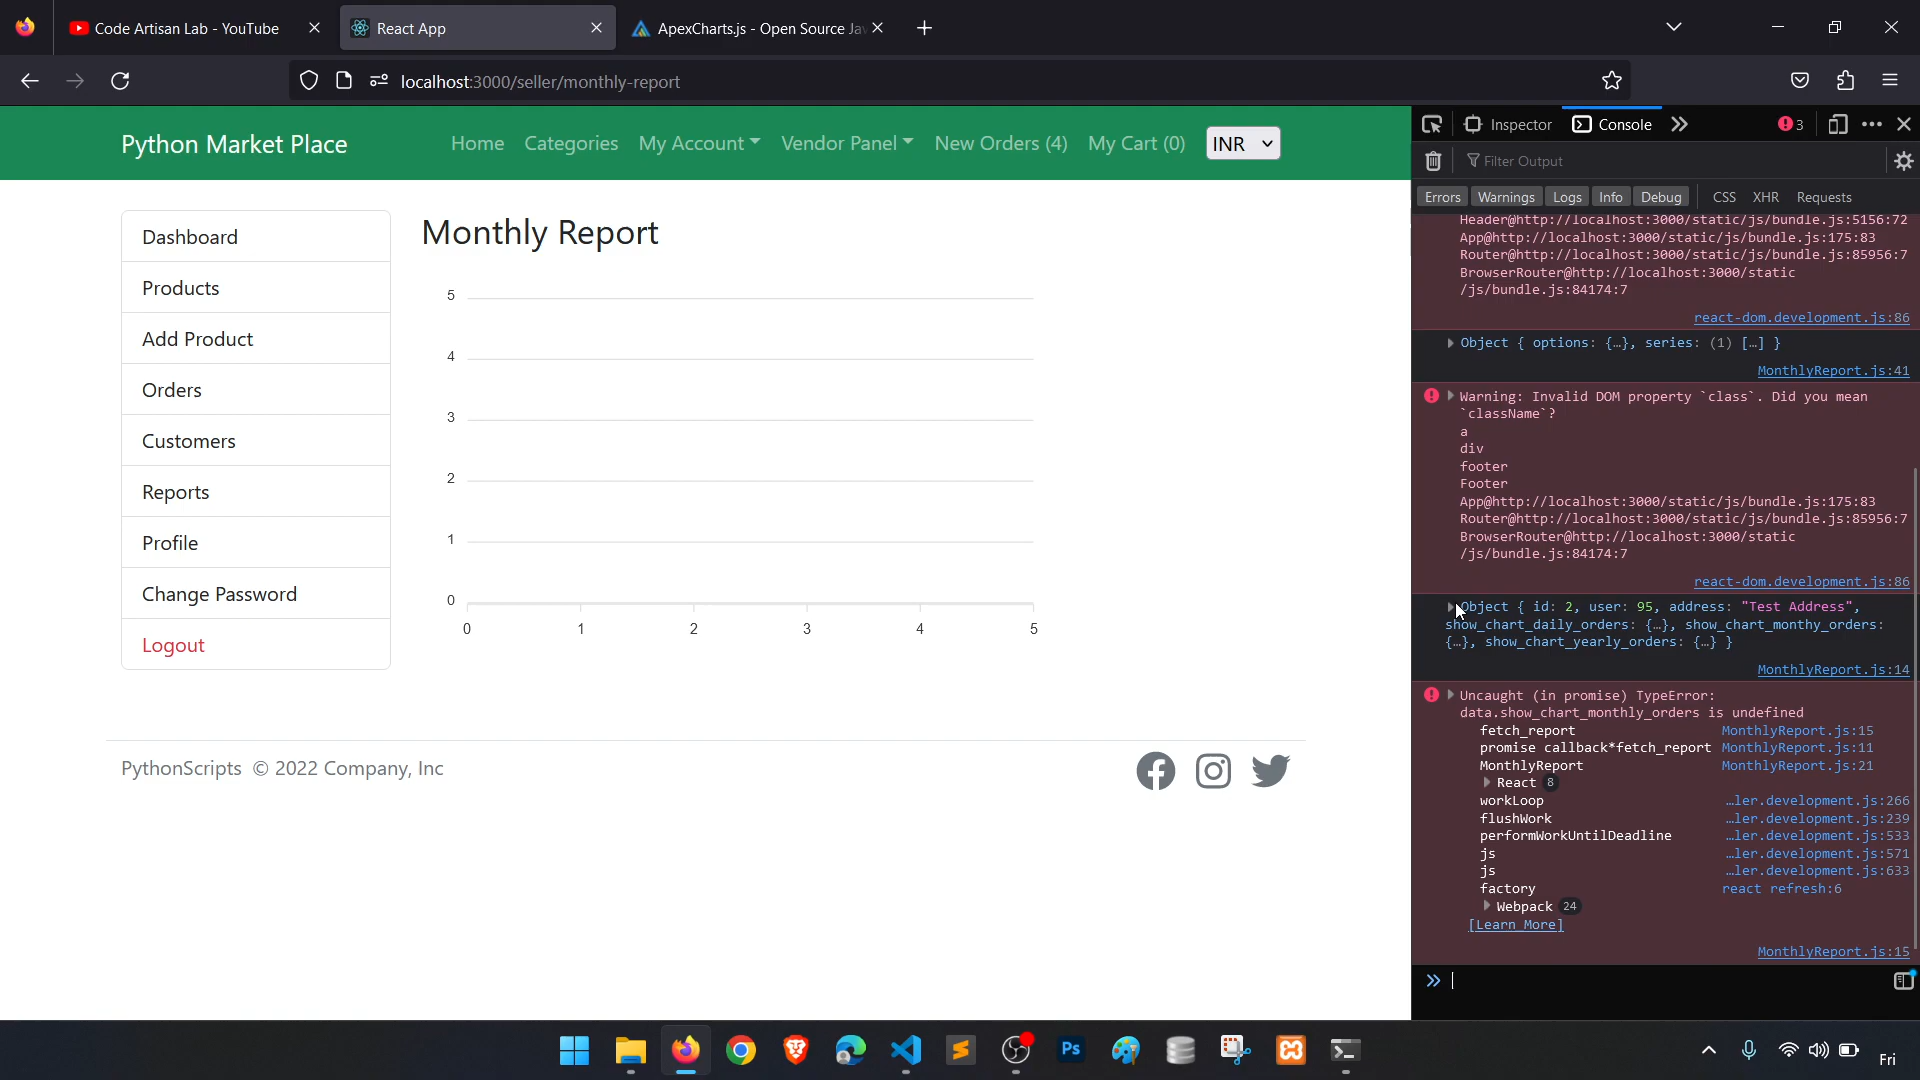 Code Artisan Lab - YouTube
React App
ApexCharts.js - Open Source Jav
localhost:3000/seller/monthly-report
Python Market Place
Home
Categories
My Account
Vendor Panel
New Orders (4)
My Cart (0)
INR
Dashboard
Products
Add Product
Orders
Customers
Reports
Profile
Change Password
Logout
Monthly Report
5
4
3
2
1
0
0 1 2 3 4 5
PythonScripts © 2022 Company, Inc
Inspector
Console
3
Filter Output
Errors Warnings Logs Info Debug CSS XHR Requests
Header@http://localhost:3000/static/js/bundle.js:5156:72
App@http://localhost:3000/static/js/bundle.js:175:83
Router@http://localhost:3000/static/js/bundle.js:85956:7
BrowserRouter@http://localhost:3000/static
/js/bundle.js:84174:7
react-dom.development.js:86
Object { options: {…}, series: (1) […] }
MonthlyReport.js:41
Warning: Invalid DOM property `class`. Did you mean
`className`?
a
div
footer
Footer
App@http://localhost:3000/static/js/bundle.js:175:83
Router@http://localhost:3000/static/js/bundle.js:85956:7
BrowserRouter@http://localhost:3000/static
/js/bundle.js:84174:7
react-dom.development.js:86
Object { id: 2, user: 95, address: "Test Address",
show_chart_daily_orders: {…}, show_chart_monthy_orders:
{…}, show_chart_yearly_orders: {…} }
MonthlyReport.js:14
Uncaught (in promise) TypeError:
data.show_chart_monthly_orders is undefined
fetch_report MonthlyReport.js:15
promise callback*fetch_report MonthlyReport.js:11
MonthlyReport MonthlyReport.js:21
React 8
workLoop …ler.development.js:266
flushWork …ler.development.js:239
performWorkUntilDeadline …ler.development.js:533
js …ler.development.js:571
js …ler.development.js:633
factory react refresh:6
Webpack 24
[Learn More]
MonthlyReport.js:15
Ps
Fri